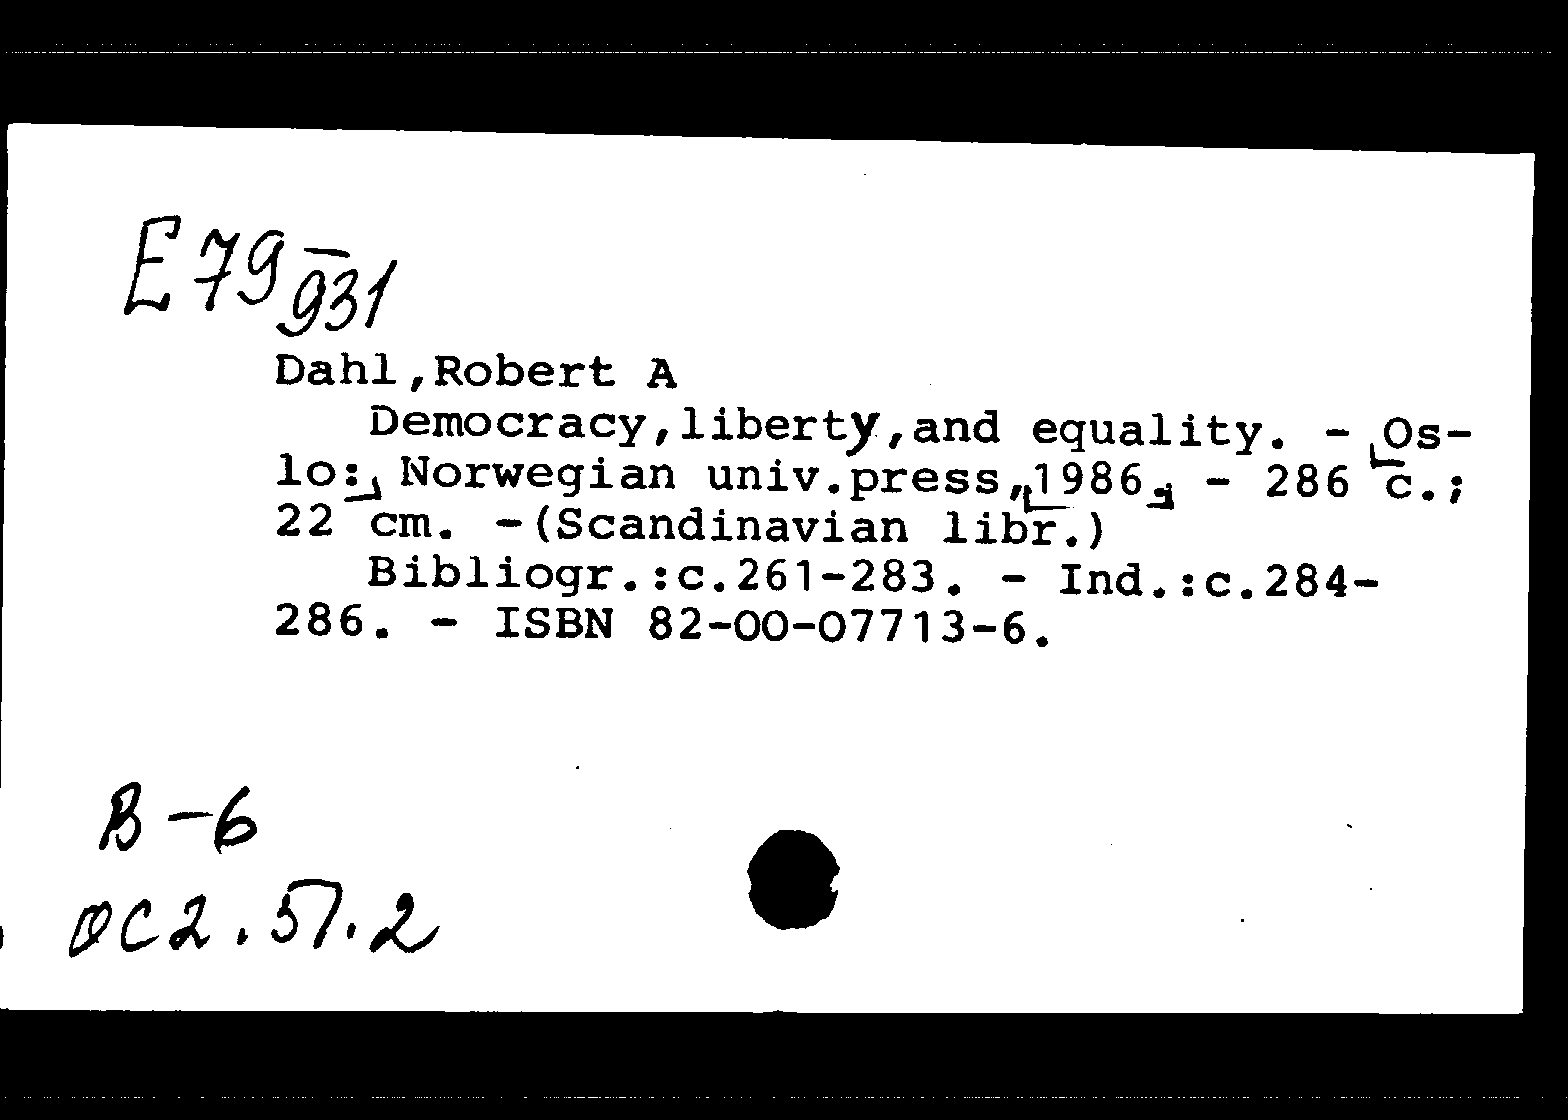 E79
931
Dahl,Robert A
Democracy,liberty,and equality. - [Os-
lo:] Norwegian univ.press,[1986]. - 286 c.;
22 cm. -(Scandinavian libr.)
Bibliogr.:c.261-283. - Ind.:c.284-
286. - ISBN 82-00-07713-6.
B-6
ФС2.57.2